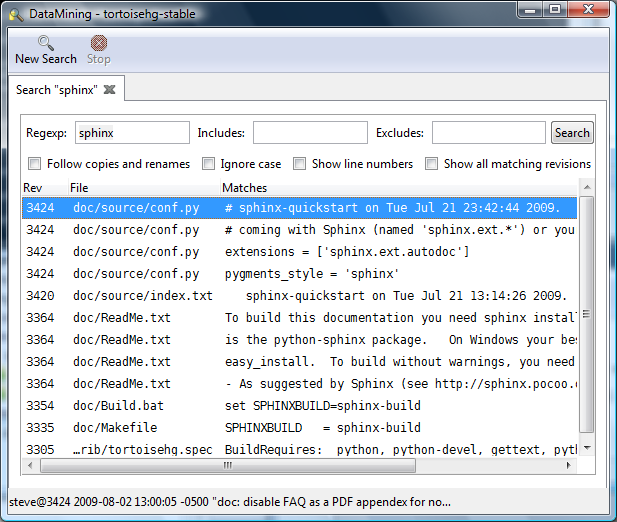 DataMining - tortoisehg-stable
New Search Stop
Search "sphinx"
Regexp: sphinx Includes: Excludes: Search
Follow copies and renames Ignore case Show line numbers Show all matching revisions
Rev File Matches
3424 doc/source/conf.py # sphinx-quickstart on Tue Jul 21 23:42:44 2009.
3424 doc/source/conf.py # coming with Sphinx (named 'sphinx.ext.*') or you
3424 doc/source/conf.py extensions = ['sphinx.ext.autodoc']
3424 doc/source/conf.py pygments_style = 'sphinx'
3420 doc/source/index.txt sphinx-quickstart on Tue Jul 21 13:14:26 2009.
3364 doc/ReadMe.txt To build this documentation you need sphinx instal
3364 doc/ReadMe.txt is the python-sphinx package. On Windows your bes
3364 doc/ReadMe.txt easy_install. To build without warnings, you need
3364 doc/ReadMe.txt - As suggested by Sphinx (see http://sphinx.pocoo.o
3354 doc/Build.bat set SPHINXBUILD=sphinx-build
3335 doc/Makefile SPHINXBUILD = sphinx-build
3305 …rib/tortoisehg.spec BuildRequires: python, python-devel, gettext, pyth
steve@3424 2009-08-02 13:00:05 -0500 "doc: disable FAQ as a PDF appendex for no...